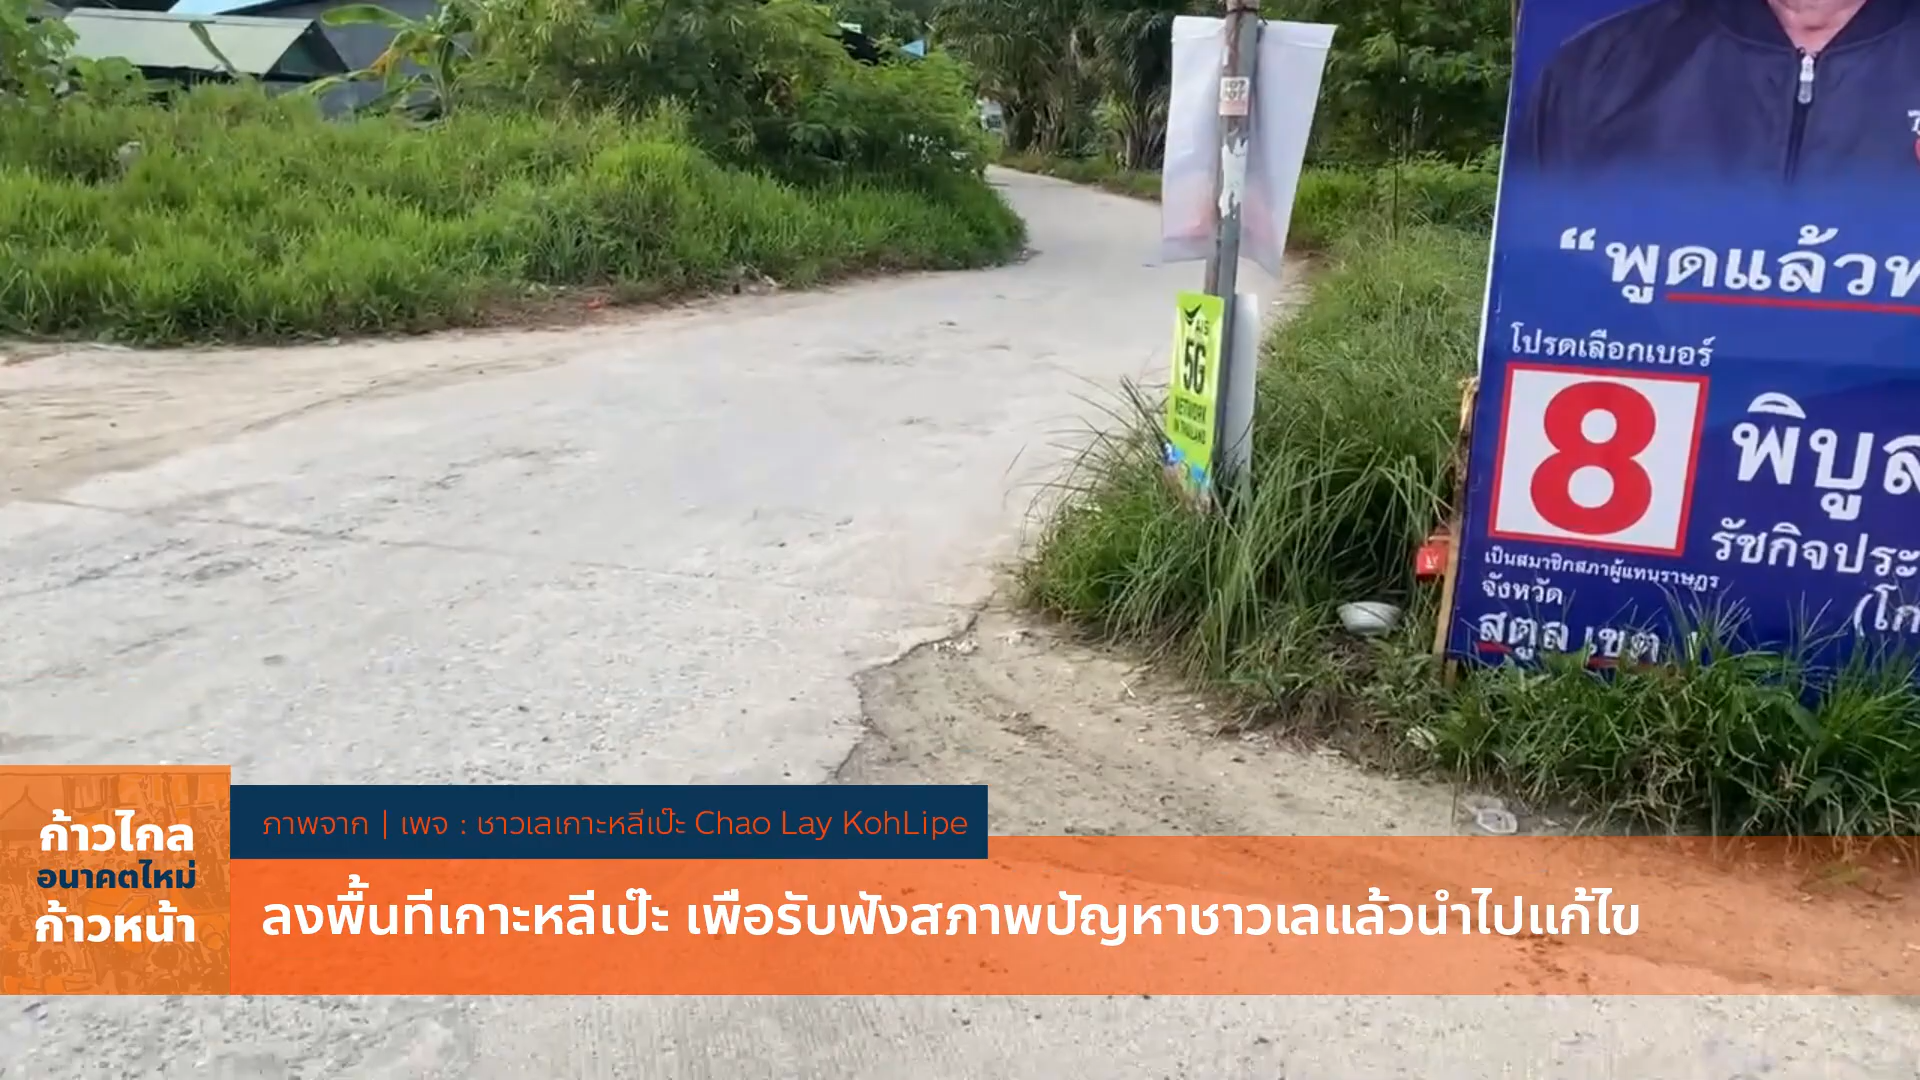 “พูดแล้วท
โปรดเลือกเบอร์
8
พิบูล
รัชกิจประ
เป็นสมาชิกสภาผู้แทนราษฎร
จังหวัด
(โก
สตูล เขต
AIS
5G
NETWORK
IN THAILAND
ก้าวไกล
อนาคตใหม่
ก้าวหน้า
ภาพจาก | เพจ : ชาวเลเกาะหลีเป๊ะ Chao Lay KohLipe
ลงพื้นที่เกาะหลีเป๊ะ เพื่อรับฟังสภาพปัญหาชาวเลแล้วนำไปแก้ไข